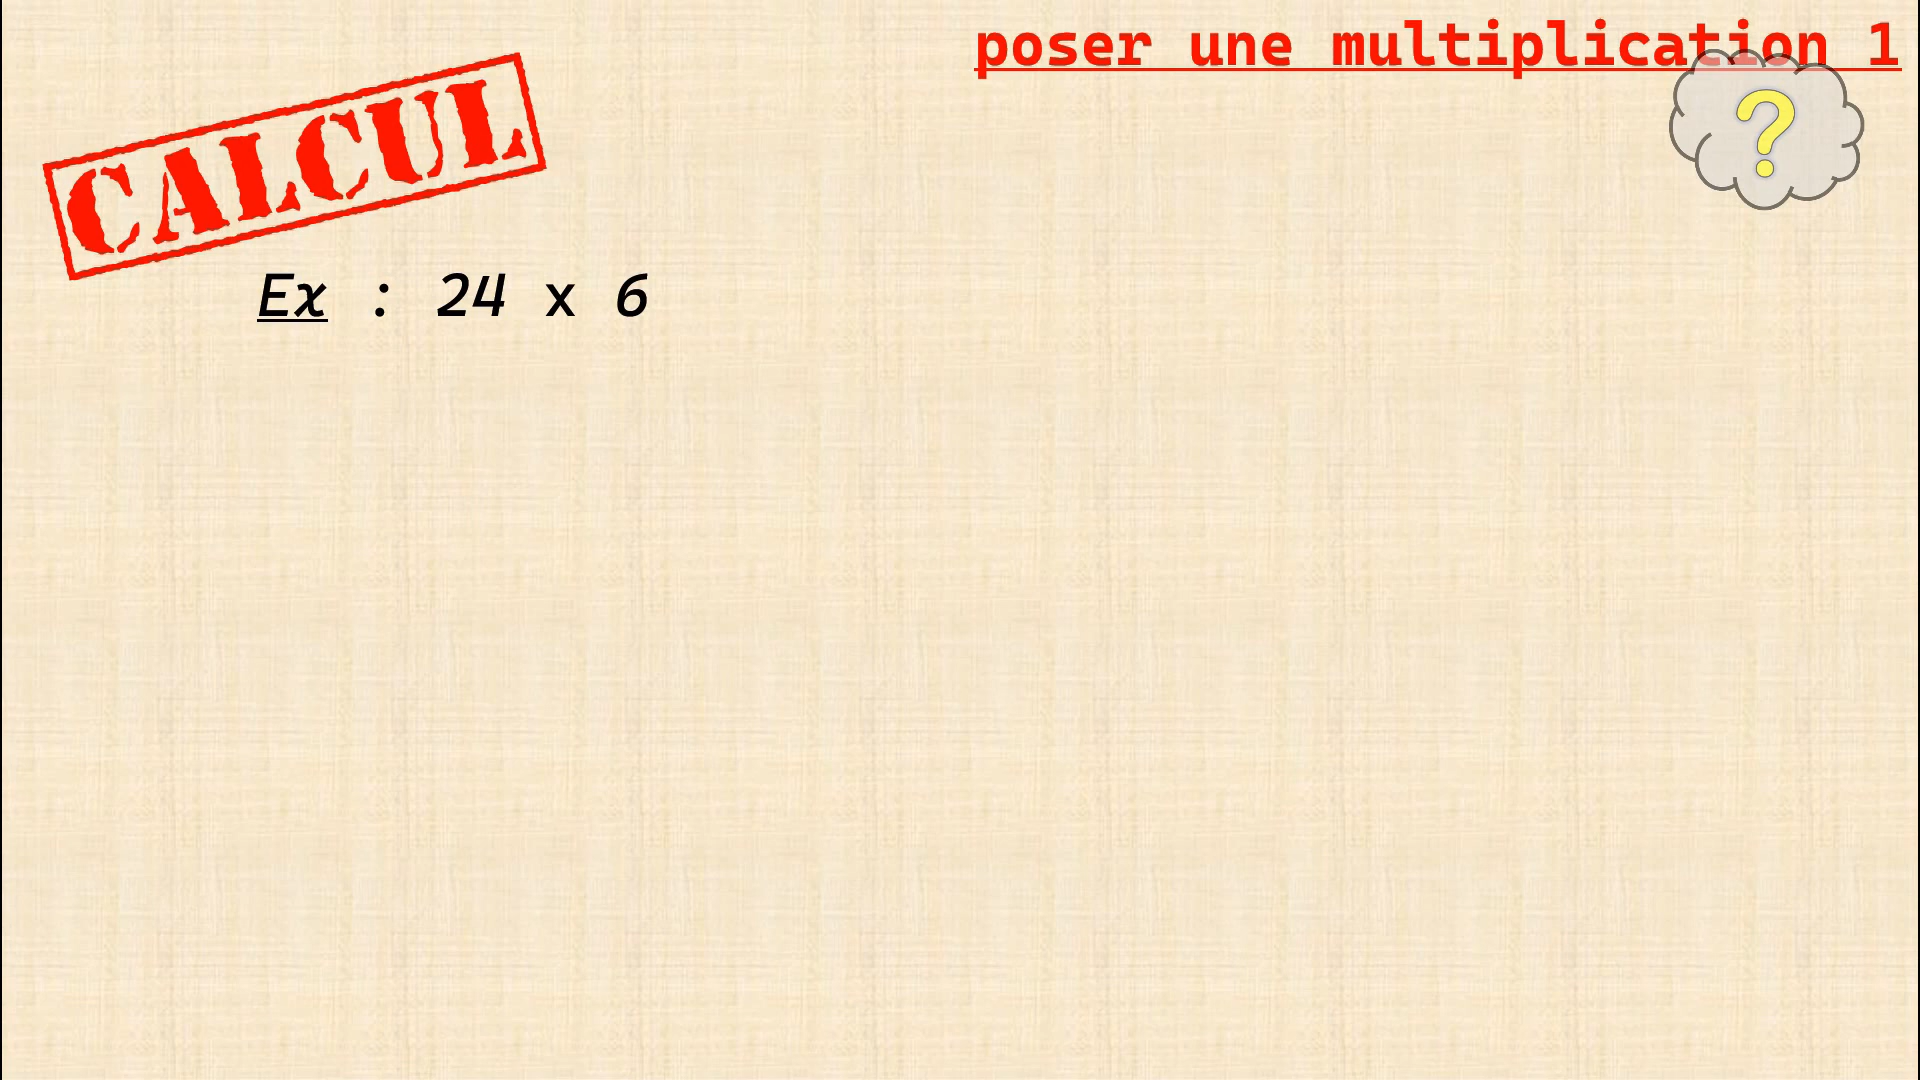 poser une multiplication 1
?
CALCUL
Ex : 24 x 6